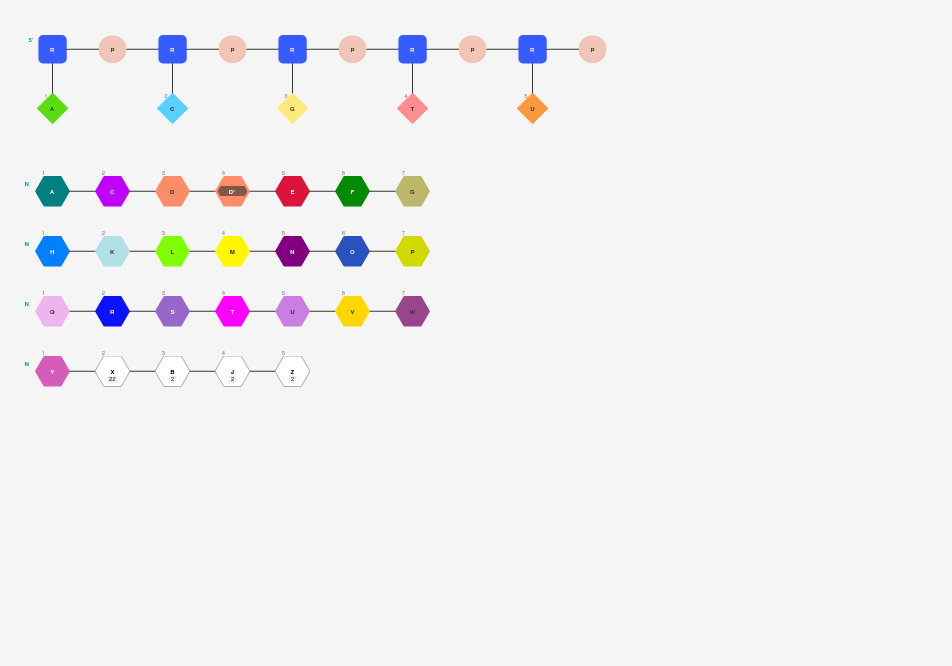 5' R P R P R P R P R P
1 2 3 4 5
A C G T U
1 2 3 4 5 6 7
N A C D D* E F G
1 2 3 4 5 6 7
N H K L M N O P
1 2 3 4 5 6 7
N Q R S T U V W
1 2 3 4 5
N Y X B J Z
22 2 2 2